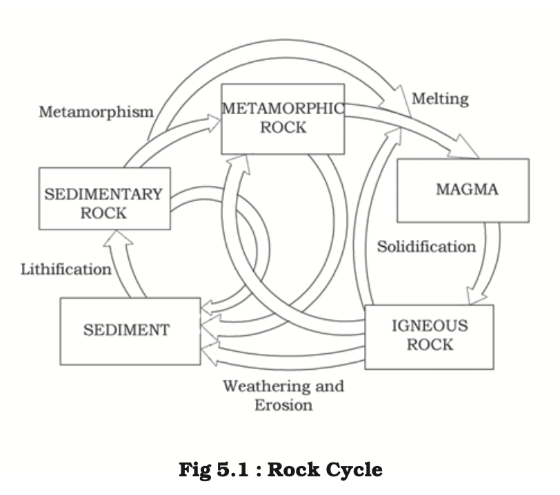 Metamorphism
METAMORPHIC
ROCK
Melting
SEDIMENTARY
ROCK
MAGMA
Lithification
Solidification
SEDIMENT
IGNEOUS
ROCK
Weathering and
Erosion
Fig 5.1 : Rock Cycle